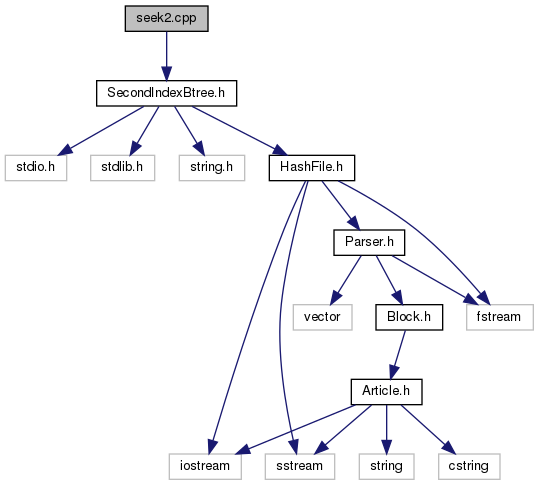 seek2.cpp
SecondIndexBtree.h
stdio.h
stdlib.h
string.h
HashFile.h
Parser.h
vector
Block.h
fstream
Article.h
iostream
sstream
string
cstring